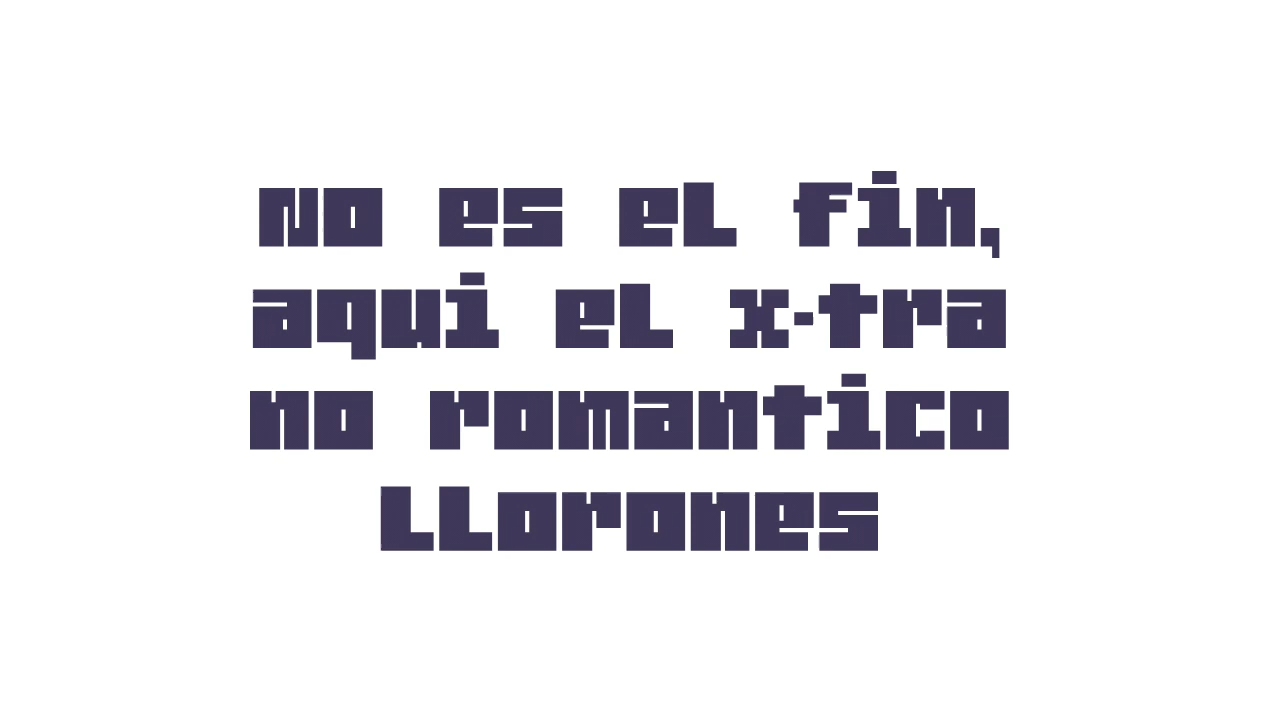 No es el fin,
aqui el x-tra
no romantico
llorones